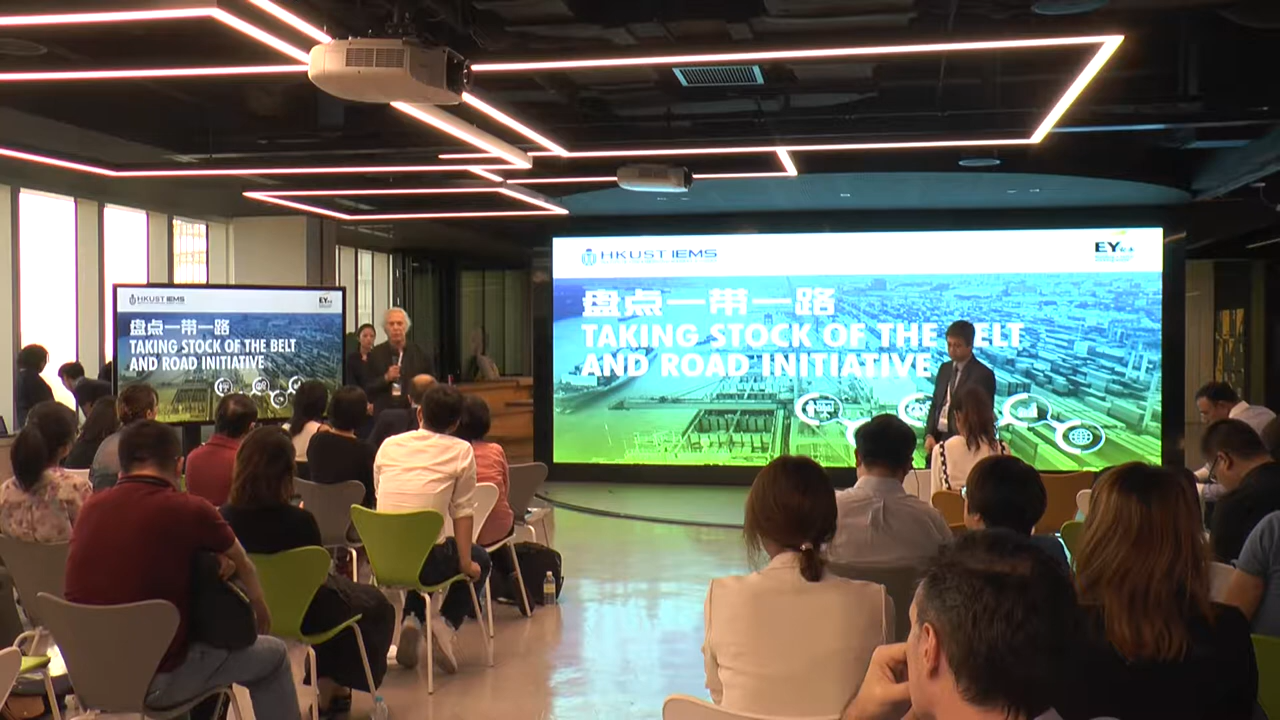 HKUST IEMS
EY
盘点一带一路
TAKING STOCK OF THE BELT
AND ROAD INITIATIVE
HKUST IEMS
EY
盘点一带一路
TAKING STOCK OF THE BELT
AND ROAD INITIATIVE